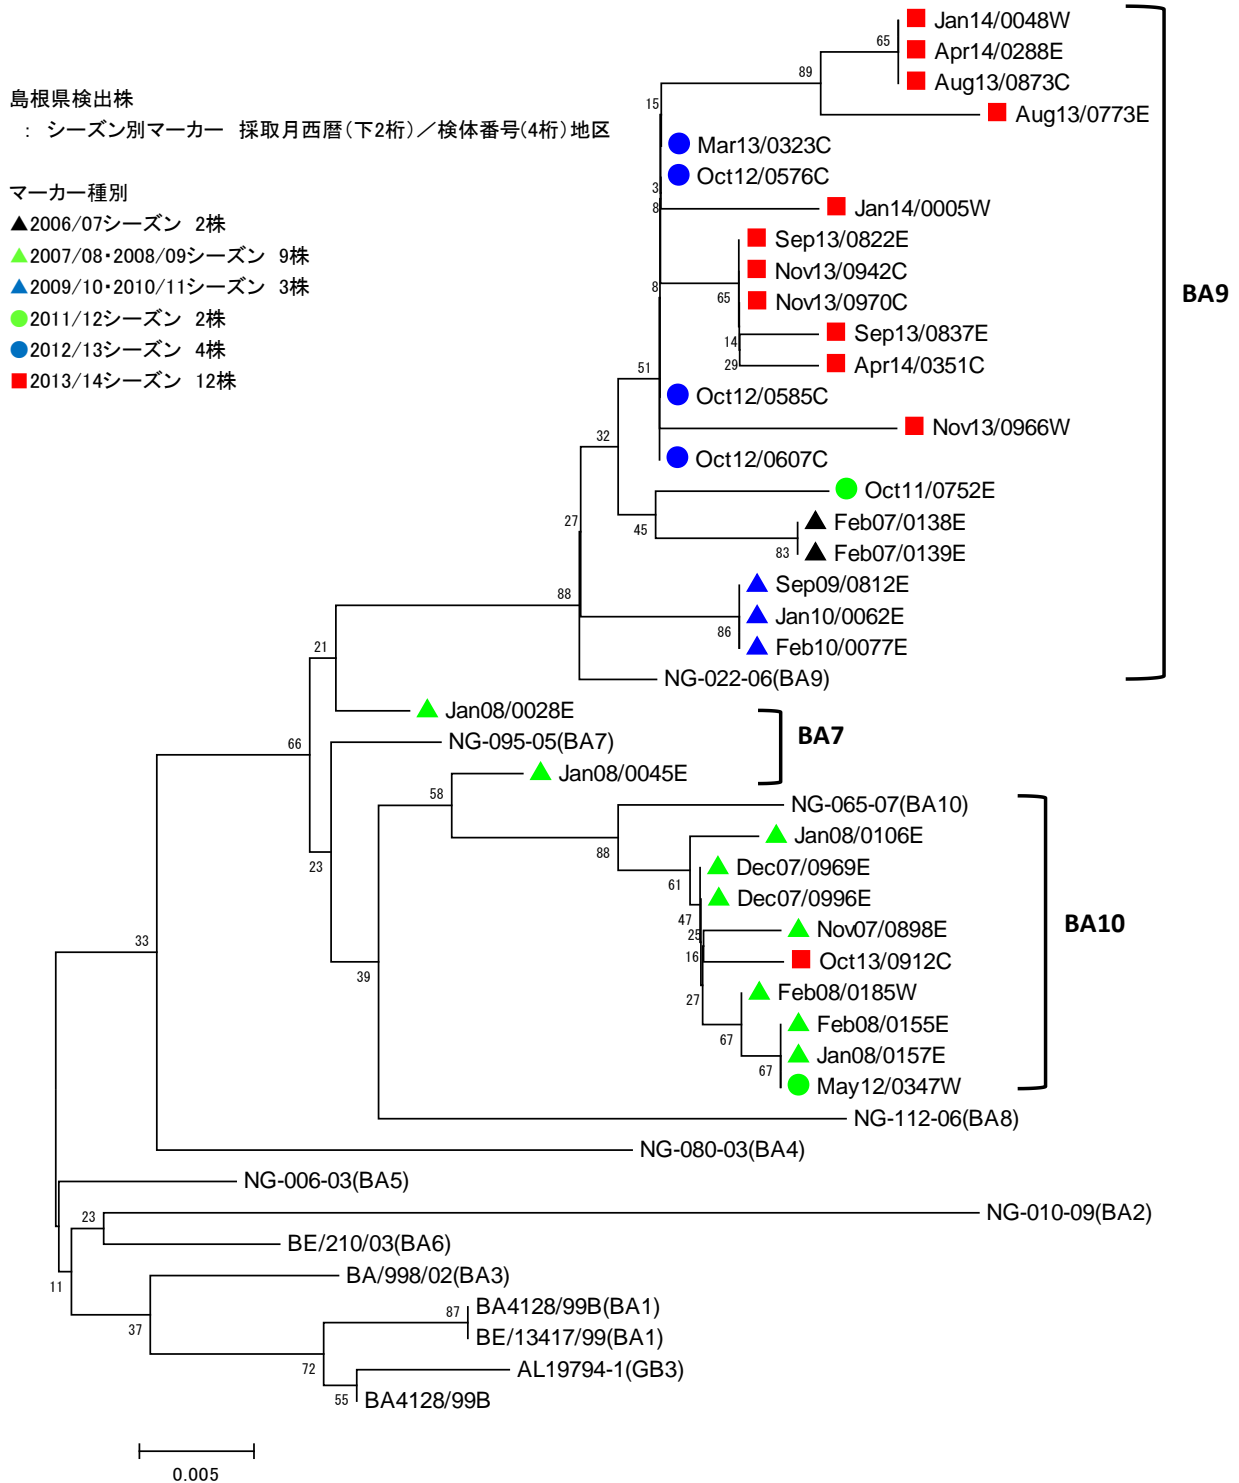 島根県検出株
： シーズン別マーカー 採取月西暦(下2桁)／検体番号(4桁)地区
マーカー種別
▲2006/07シーズン 2株
▲2007/08・2008/09シーズン 9株
▲2009/10・2010/11シーズン 3株
●2011/12シーズン 2株
●2012/13シーズン 4株
■2013/14シーズン 12株
Jan14/0048W
65
Apr14/0288E
89
Aug13/0873C
15
Aug13/0773E
Mar13/0323C
Oct12/0576C
3
8
Jan14/0005W
Sep13/0822E
Nov13/0942C
8
65
Nov13/0970C
BA9
Sep13/0837E
14
Apr14/0351C
29
51
Oct12/0585C
Nov13/0966W
32
Oct12/0607C
Oct11/0752E
27
45
Feb07/0138E
83
Feb07/0139E
Sep09/0812E
88
Jan10/0062E
86
Feb10/0077E
21
NG-022-06(BA9)
Jan08/0028E
66
NG-095-05(BA7)
BA7
Jan08/0045E
58
NG-065-07(BA10)
Jan08/0106E
88
23
Dec07/0969E
61
Dec07/0996E
47
25
Nov07/0898E
BA10
33
16
Oct13/0912C
39
27
Feb08/0185W
Feb08/0155E
67
Jan08/0157E
67
May12/0347W
NG-112-06(BA8)
NG-080-03(BA4)
NG-006-03(BA5)
23
NG-010-09(BA2)
BE/210/03(BA6)
11
BA/998/02(BA3)
87
BA4128/99B(BA1)
37
BE/13417/99(BA1)
72
AL19794-1(GB3)
55
BA4128/99B
0.005